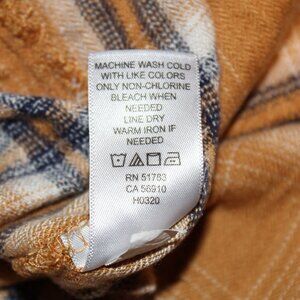 MACHINE WASH COLD
WITH LIKE COLORS
ONLY NON-CHLORINE
BLEACH WHEN
NEEDED
LINE DRY
WARM IRON IF
NEEDED
RN 51783
CA 56910
H0320